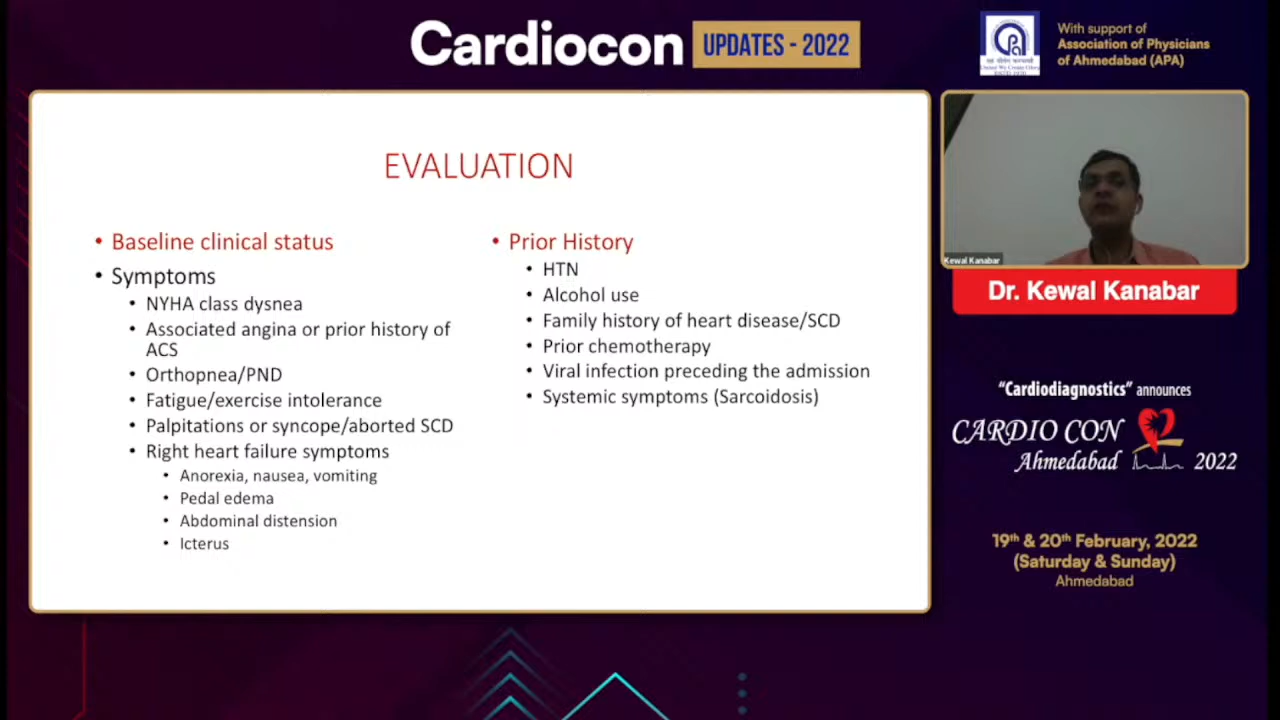 Cardiocon UPDATES - 2022
With support of
Association of Physicians
of Ahmedabad (APA)
EVALUATION
• Baseline clinical status
• Symptoms
• NYHA class dysnea
• Associated angina or prior history of
ACS
• Orthopnea/PND
• Fatigue/exercise intolerance
• Palpitations or syncope/aborted SCD
• Right heart failure symptoms
• Anorexia, nausea, vomiting
• Pedal edema
• Abdominal distension
• Icterus
• Prior History
• HTN
• Alcohol use
• Family history of heart disease/SCD
• Prior chemotherapy
• Viral infection preceding the admission
• Systemic symptoms (Sarcoidosis)
Kewal Kanabar
Dr. Kewal Kanabar
“Cardiodiagnostics” announces
CARDIO CON
Ahmedabad 2022
19th & 20th February, 2022
(Saturday & Sunday)
Ahmedabad